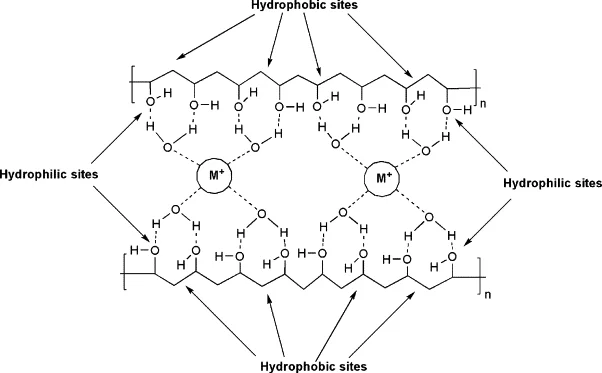 Hydrophobic sites
O H O–H O H O–H O H O–H O H O–H n
H H H H H H H H
O O O O
Hydrophilic sites M⁺ M⁺ Hydrophilic sites
O O O O
H H H H H H H H
H–O H O H–O H O H–O H O H–O H O
n
Hydrophobic sites